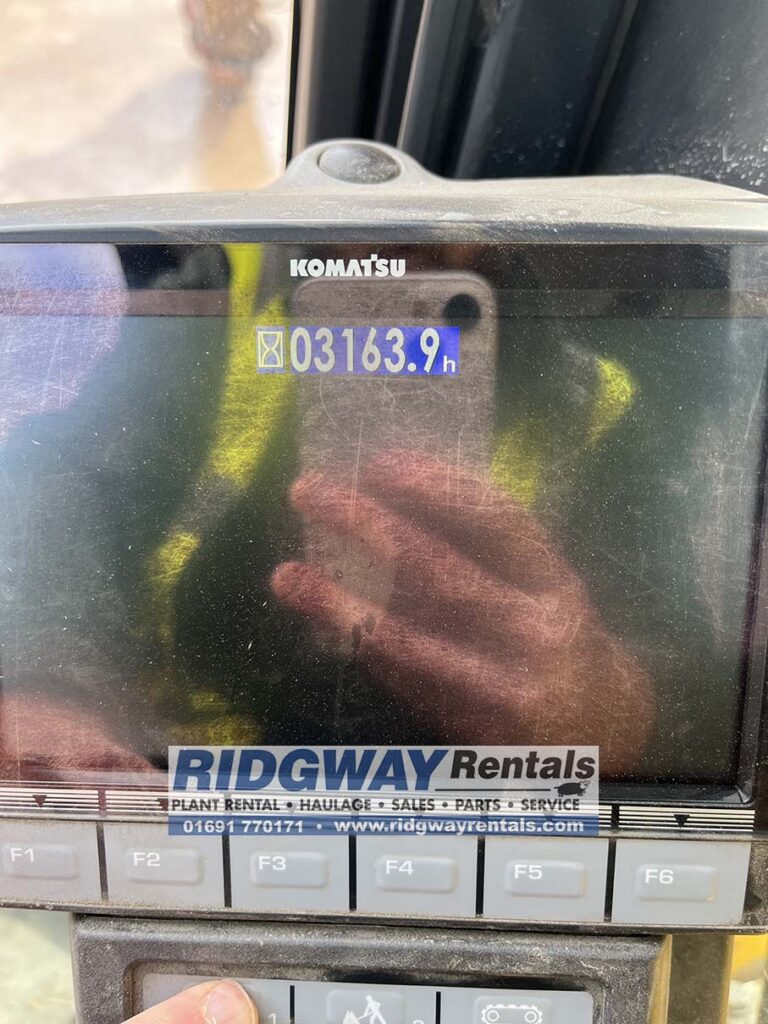 KOMATSU
03163.9h
RIDGWAY Rentals
PLANT RENTAL • HAULAGE • SALES • PARTS • SERVICE
01691 770171 • www.ridgwayrentals.com
F1 F2 F3 F4 F5 F6
1